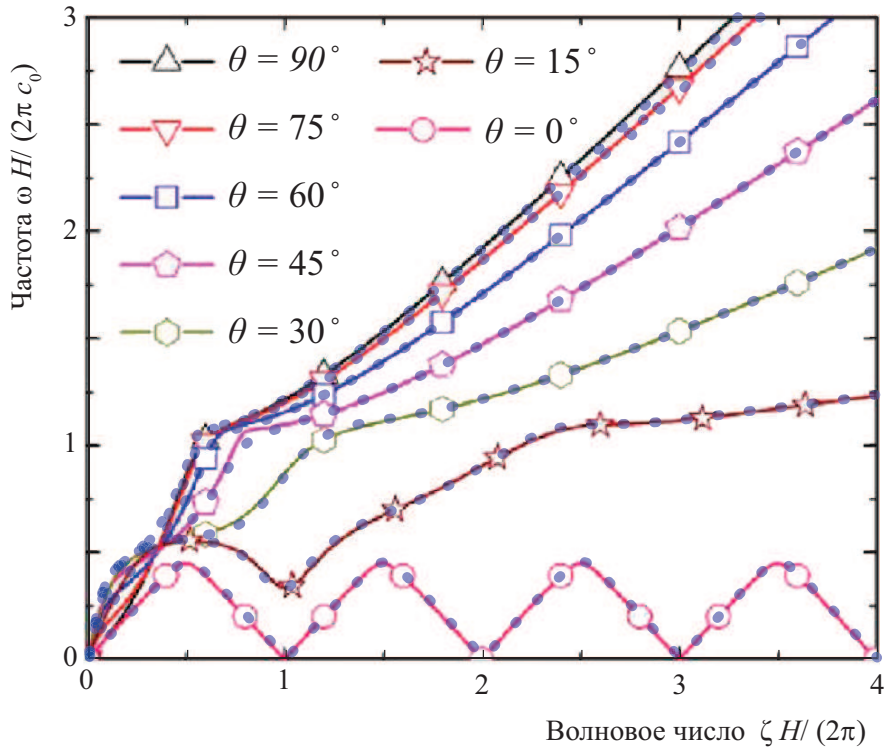 3
θ = 90° θ = 15°
θ = 75° θ = 0°
θ = 60°
θ = 45°
θ = 30°
Частота ω H/ (2π c₀)
2
1
0
0 1 2 3 4
Волновое число ζ H/ (2π)